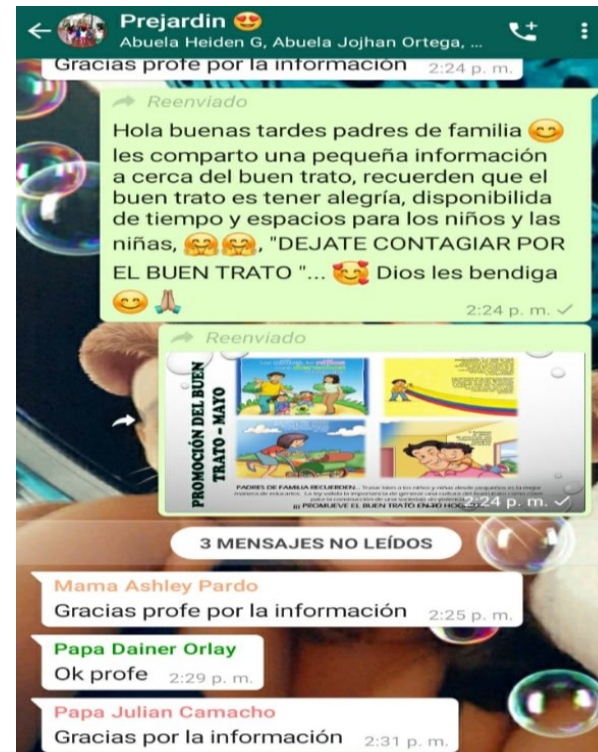 Prejardin 😍
Abuela Heiden G, Abuela Jojhan Ortega, ...
Gracias profe por la información 2:24 p. m.
Reenviado
Hola buenas tardes padres de familia 😊
les comparto una pequeña información
a cerca del buen trato, recuerden que el
buen trato es tener alegría, disponibilida
de tiempo y espacios para los niños y las
niñas, 🤗🤗, "DEJATE CONTAGIAR POR
EL BUEN TRATO "... 🥰 Dios les bendiga
😊 🙏🏼
2:24 p. m.
Reenviado
PROMOCIÓN DEL BUEN
TRATO - MAYO
PADRES DE FAMILIA RECUERDEN...
¡¡¡ PROMUEVE EL BUEN TRATO EN TÚ HOGAR
2:24 p. m.
3 MENSAJES NO LEÍDOS
Mama Ashley Pardo
Gracias profe por la información 2:25 p. m.
Papa Dainer Orlay
Ok profe 2:29 p. m.
Papa Julian Camacho
Gracias por la información 2:31 p. m.